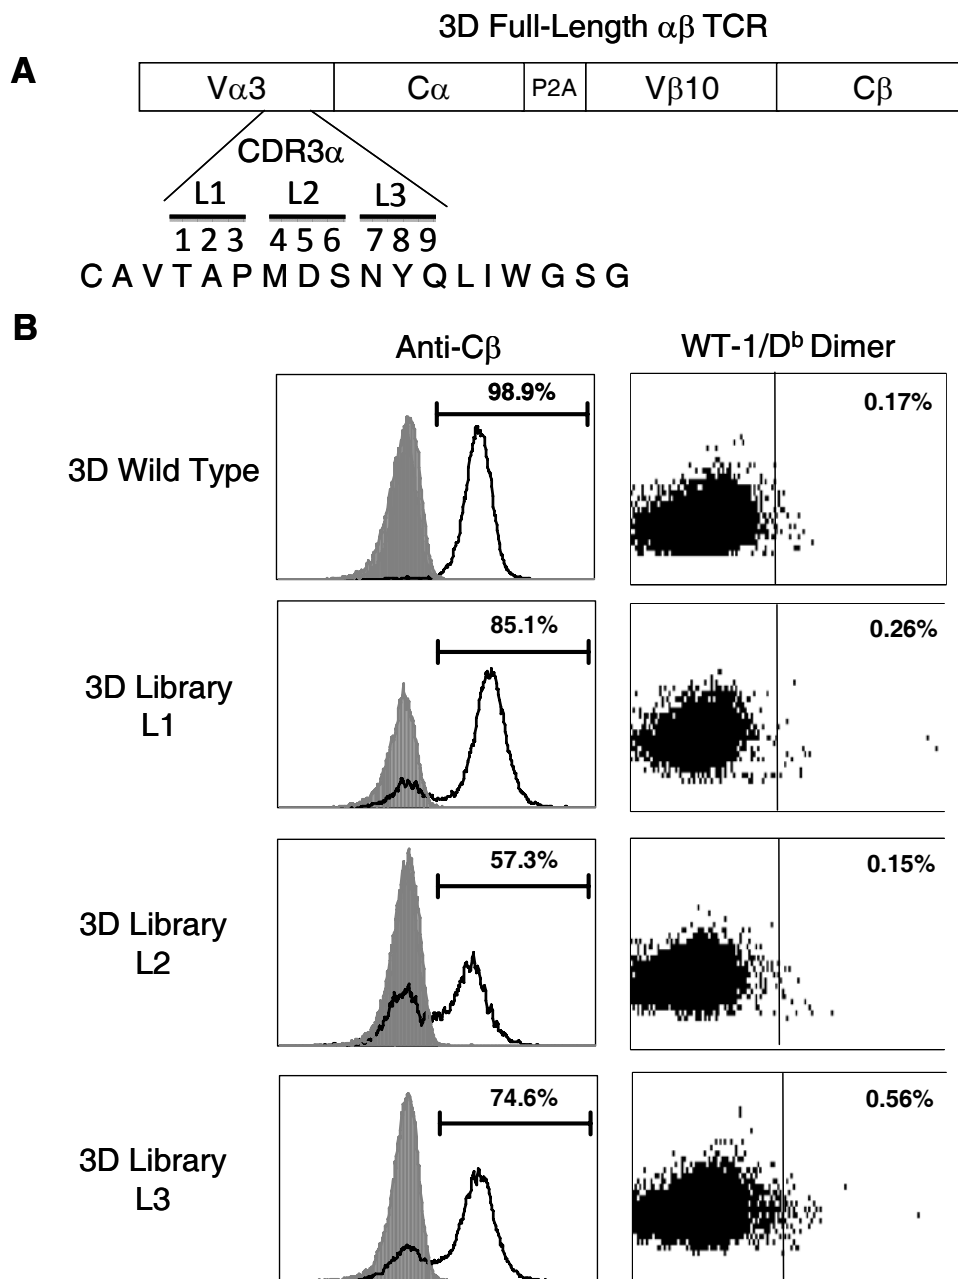 3D Full-Length αβ TCR
A
Vα3 Cα P2A Vβ10 Cβ
CDR3α
L1 L2 L3
1 2 3 4 5 6 7 8 9
C A V T A P M D S N Y Q L I W G S G
B
Anti-Cβ WT-1/Dᵇ Dimer
3D Wild Type
98.9%
0.17%
3D Library
L1
85.1%
0.26%
3D Library
L2
57.3%
0.15%
3D Library
L3
74.6%
0.56%